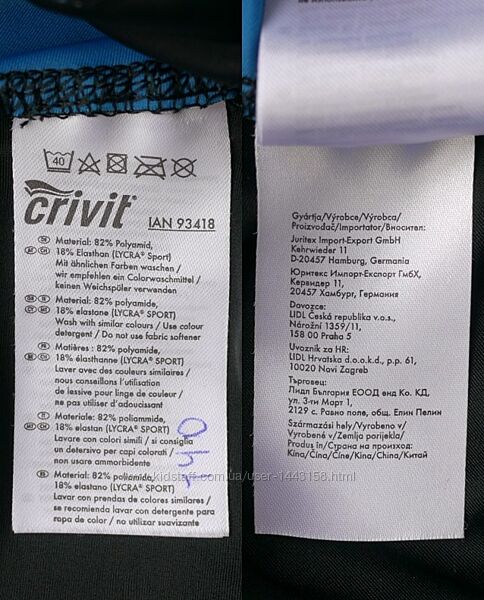 40
crivit
IAN 93418
Material: 82% Polyamid,
18% Elasthan (LYCRA® SPORT)
Mit ähnlichen Farben waschen /
wir empfehlen ein Colorwaschmittel /
keinen Weichspüler verwenden
Material: 82% polyamide,
18% elastane (LYCRA® SPORT)
Wash with similar colours / Use colour
detergent / Do not use fabric softener
Matières : 82% polyamide,
18% élasthanne (LYCRA® SPORT)
Laver avec des couleurs similaires /
nous conseillons l'utilisation
de lessive pour linge de couleur /
ne pas utiliser d'adoucissant
Materiale: 82% poliammide,
18% elastan (LYCRA® SPORT)
Lavare con colori simili / si consiglia
un detersivo per capi colorati /
non usare ammorbidente
Material: 82% poliamida,
18% elastano (LYCRA® SPORT)
Lavar con prendas de colores similares /
se recomienda lavar con detergente para
ropa de color / no utilizar suavizante
Gyártja/Výrobce/Výrobca/
Proizvođač/Importator/Вносител:
Juritex Import-Export GmbH
Kehrwieder 11
D-20457 Hamburg, Germania
Юритекс Импорт-Експорт ГмбХ,
Кервидер 11,
20457 Хамбург, Германия
Dovozce:
LIDL Česká republika v.o.s.,
Nárožní 1359/11,
158 00 Praha 5
Uvoznik za HR:
LIDL Hrvatska d.o.o.k.d., p.p. 61,
10020 Novi Zagreb
Търговец:
Лидл България ЕООД енд Ко. КД,
ул. 3-ти Март 1,
2129 с. Равно поле, общ. Елин Пелин
Származási hely/Vyrobeno v/
Vyrobené v/Zemlja porijekla/
Produs in/Страна на произход:
Kína/Čína/Číne/Kina/China/Китай
kidstaff.com.ua/user-1443158.html